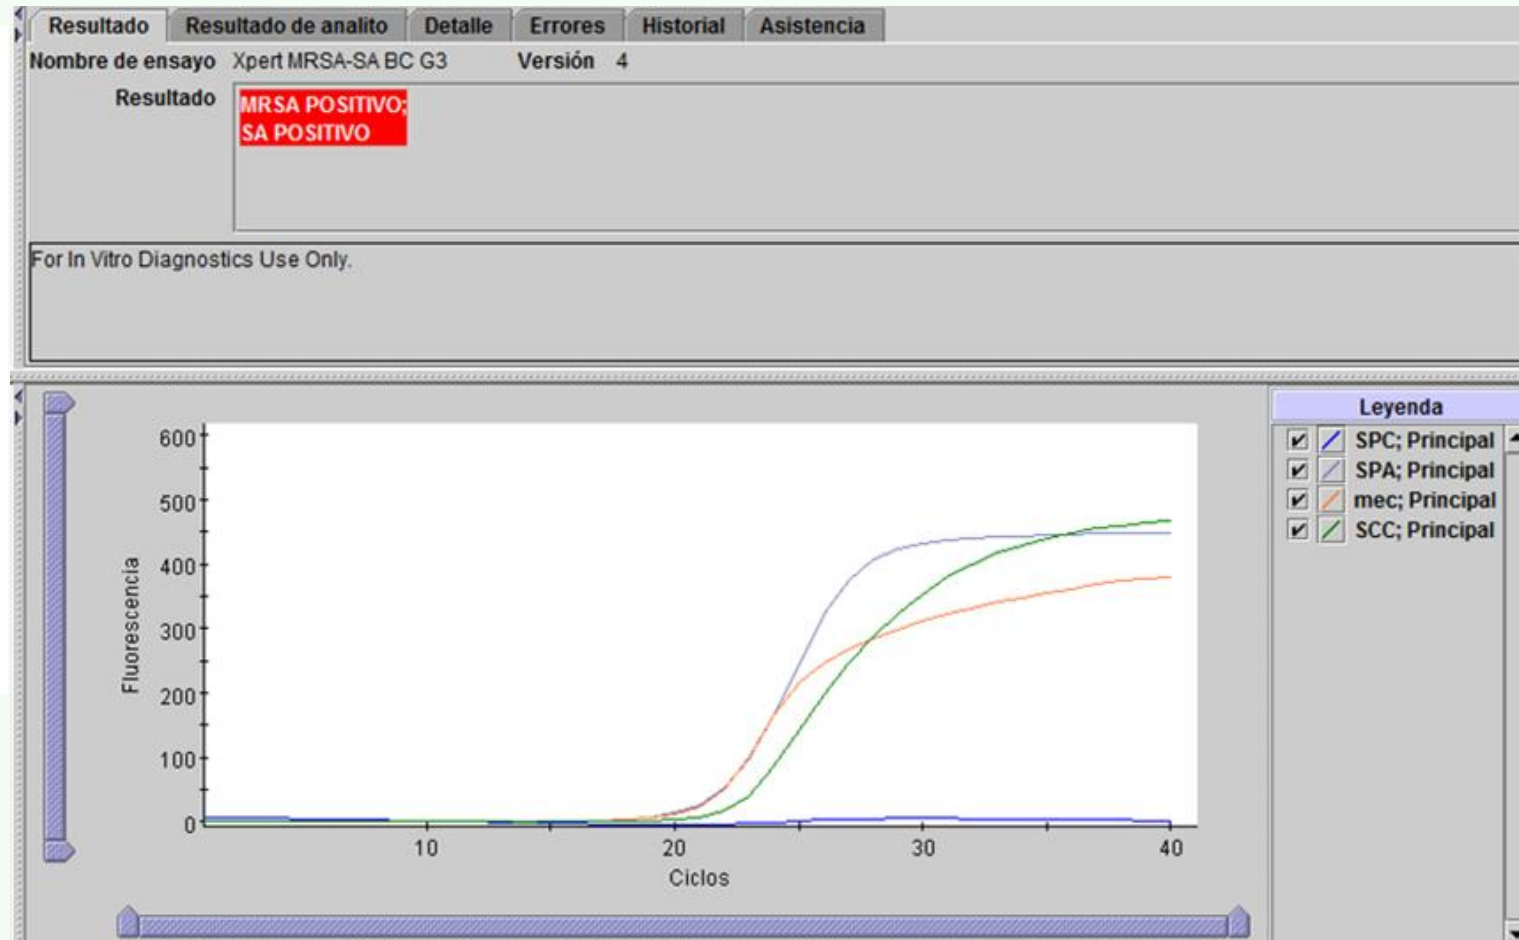 Resultado Resultado de analito Detalle Errores Historial Asistencia
Nombre de ensayo Xpert MRSA-SA BC G3 Versión 4
Resultado
MRSA POSITIVO;
SA POSITIVO
For In Vitro Diagnostics Use Only.
Leyenda
SPC; Principal
SPA; Principal
mec; Principal
SCC; Principal
Fluorescencia
600
500
400
300
200
100
0
10 20 30 40
Ciclos